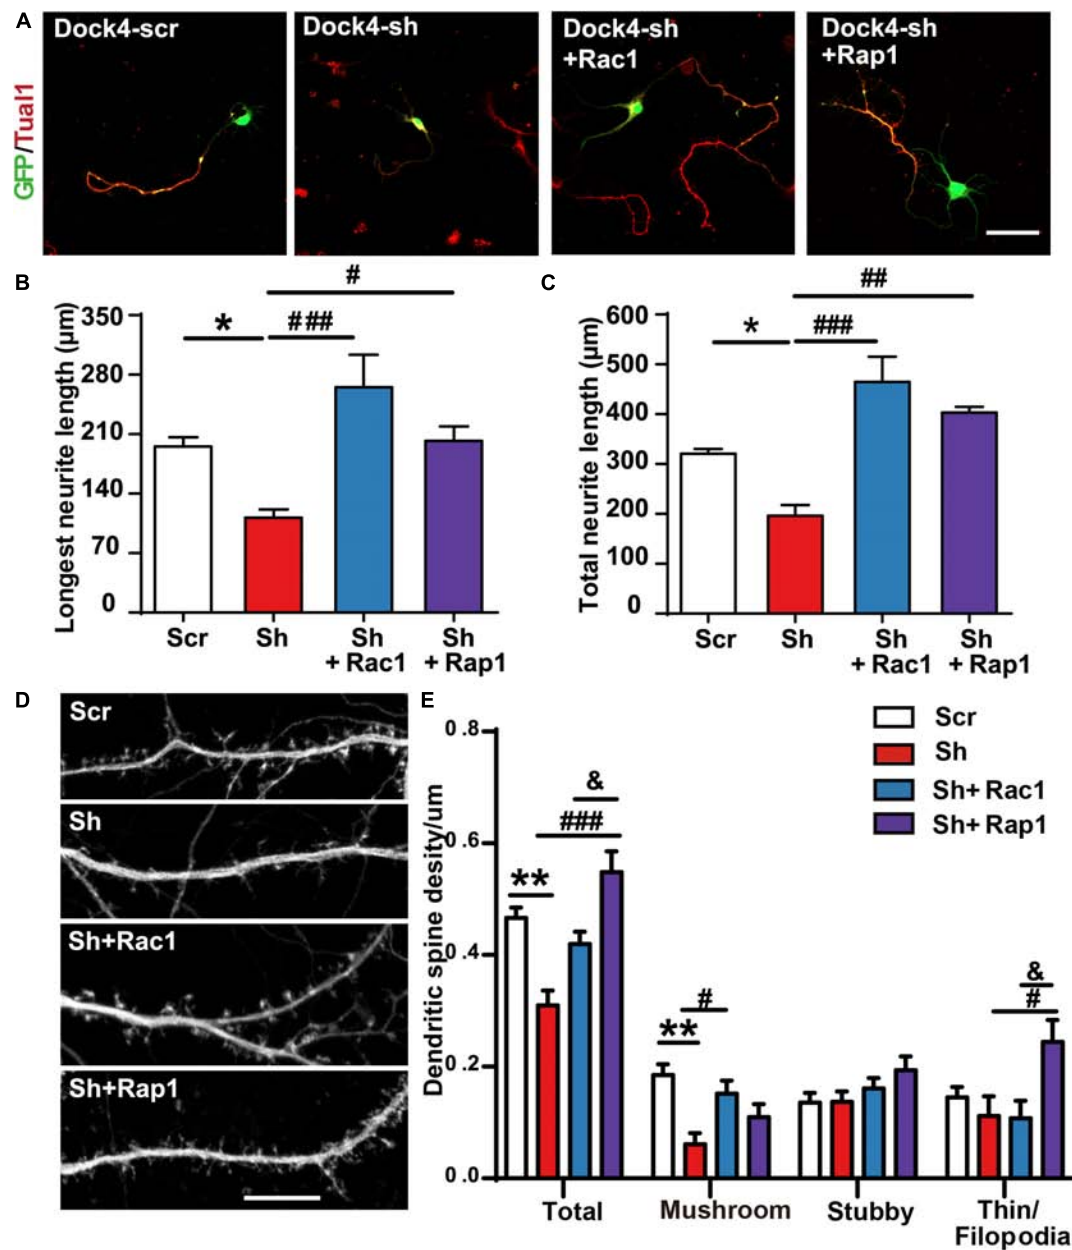 A
GFP/Tual1
Dock4-scr
Dock4-sh
Dock4-sh
+Rac1
Dock4-sh
+Rap1
B
Longest neurite length (µm)
350
280
210
140
70
0
*
# ##
#
Scr
Sh
Sh
+ Rac1
Sh
+ Rap1
C
Total neurite length (µm)
600
500
400
300
200
100
0
*
###
##
Scr
Sh
Sh
+ Rac1
Sh
+ Rap1
D
Scr
Sh
Sh+Rac1
Sh+Rap1
E
Dendritic spine desity/um
0.8
0.6
0.4
0.2
0.0
Scr
Sh
Sh+ Rac1
Sh+ Rap1
**
###
&
**
#
&
#
Total
Mushroom
Stubby
Thin/
Filopodia